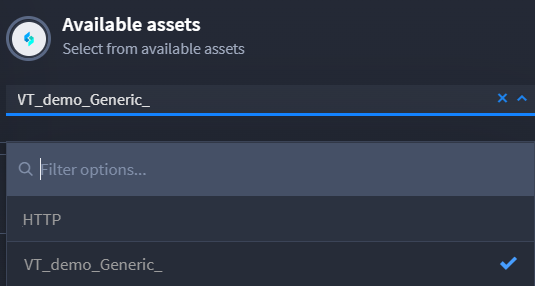 Available assets
Select from available assets
VT_demo_Generic_
Filter options...
HTTP
VT_demo_Generic_